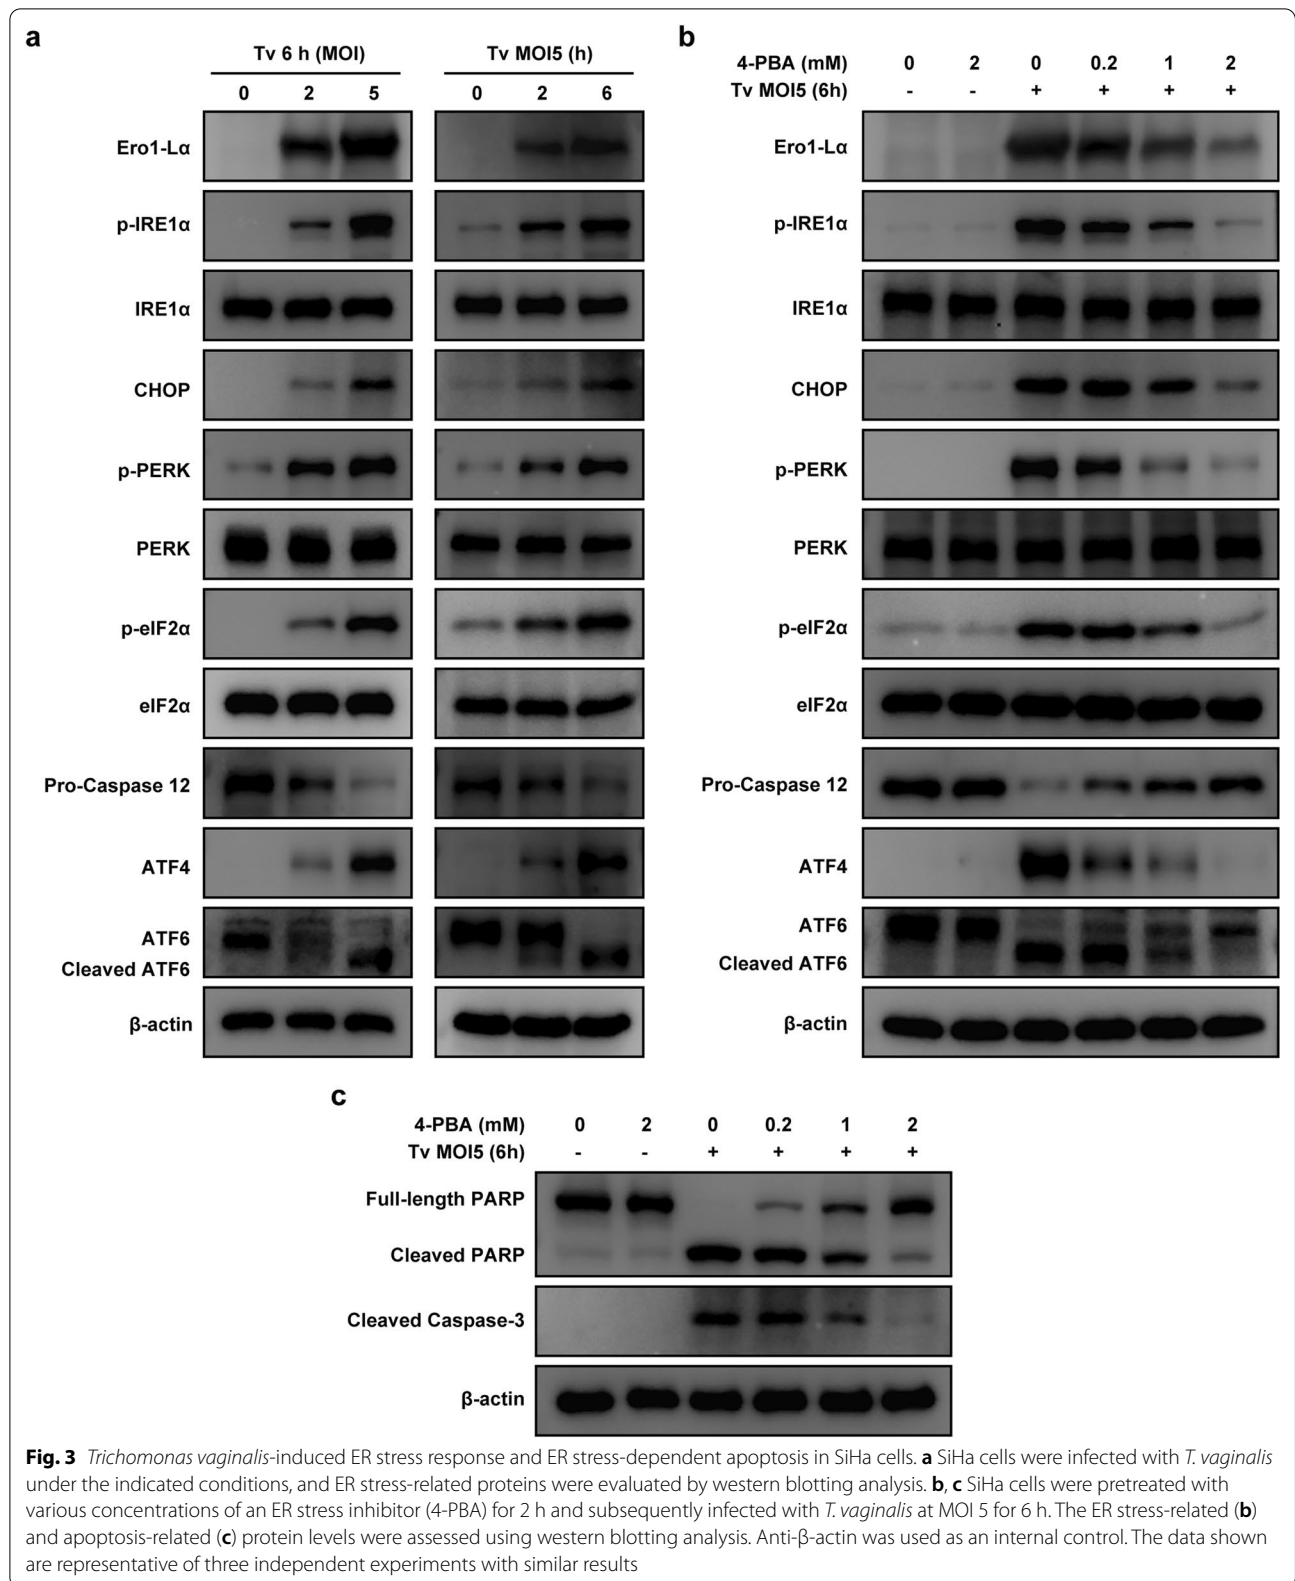 a
Tv 6 h (MOI) Tv MOI5 (h)
0 2 5 0 2 6
Ero1-Lα
p-IRE1α
IRE1α
CHOP
p-PERK
PERK
p-eIF2α
eIF2α
Pro-Caspase 12
ATF4
ATF6
Cleaved ATF6
β-actin
b
4-PBA (mM) 0 2 0 0.2 1 2
Tv MOI5 (6h) - - + + + +
Ero1-Lα
p-IRE1α
IRE1α
CHOP
p-PERK
PERK
p-eIF2α
eIF2α
Pro-Caspase 12
ATF4
ATF6
Cleaved ATF6
β-actin
c
4-PBA (mM) 0 2 0 0.2 1 2
Tv MOI5 (6h) - - + + + +
Full-length PARP
Cleaved PARP
Cleaved Caspase-3
β-actin
Fig. 3 Trichomonas vaginalis-induced ER stress response and ER stress-dependent apoptosis in SiHa cells. a SiHa cells were infected with T. vaginalis
under the indicated conditions, and ER stress-related proteins were evaluated by western blotting analysis. b, c SiHa cells were pretreated with
various concentrations of an ER stress inhibitor (4-PBA) for 2 h and subsequently infected with T. vaginalis at MOI 5 for 6 h. The ER stress-related (b)
and apoptosis-related (c) protein levels were assessed using western blotting analysis. Anti-β-actin was used as an internal control. The data shown
are representative of three independent experiments with similar results